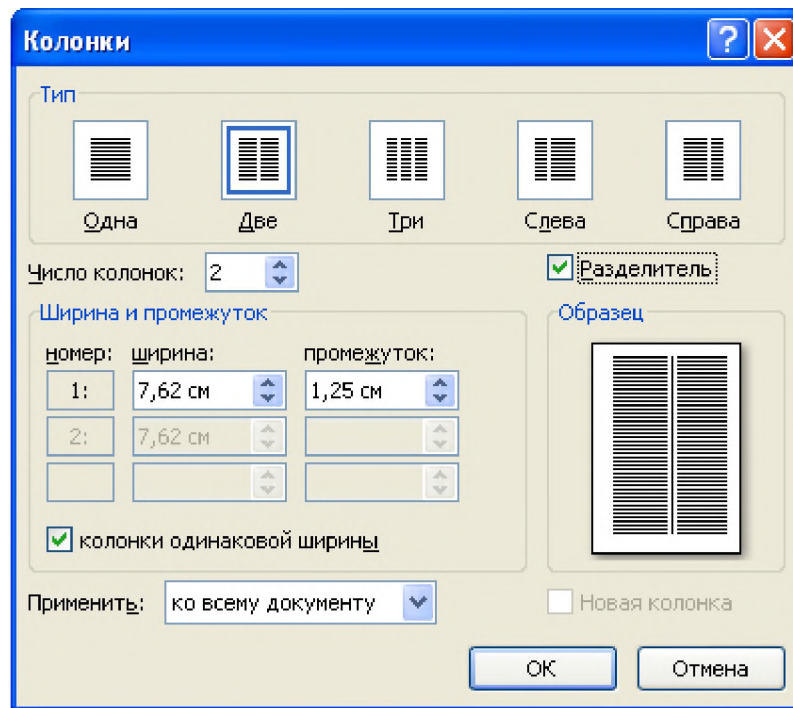 Колонки
Тип
Одна Две Три Слева Справа
Число колонок: 2 Разделитель
Ширина и промежуток Образец
номер: ширина: промежуток:
1: 7,62 см 1,25 см
2: 7,62 см
колонки одинаковой ширины
Применить: ко всему документу Новая колонка
ОК Отмена